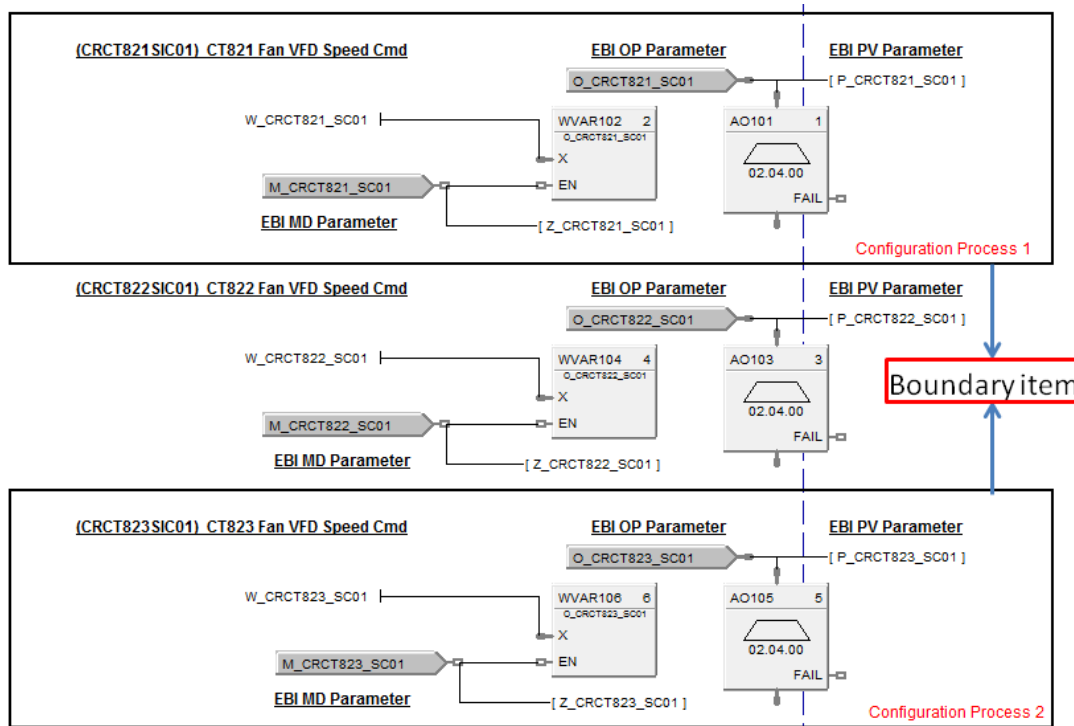 (CRCT821SIC01) CT821 Fan VFD Speed Cmd
EBI OP Parameter
EBI PV Parameter
O_CRCT821_SC01
[ P_CRCT821_SC01 ]
W_CRCT821_SC01
WVAR102 2
O_CRCT821_SC01
X
EN
AO101 1
02.04.00
FAIL
M_CRCT821_SC01
EBI MD Parameter
[ Z_CRCT821_SC01 ]
Configuration Process 1
(CRCT822SIC01) CT822 Fan VFD Speed Cmd
EBI OP Parameter
EBI PV Parameter
O_CRCT822_SC01
[ P_CRCT822_SC01 ]
W_CRCT822_SC01
WVAR104 4
O_CRCT822_SC01
X
EN
AO103 3
02.04.00
FAIL
Boundary item
M_CRCT822_SC01
EBI MD Parameter
[ Z_CRCT822_SC01 ]
(CRCT823SIC01) CT823 Fan VFD Speed Cmd
EBI OP Parameter
EBI PV Parameter
O_CRCT823_SC01
[ P_CRCT823_SC01 ]
W_CRCT823_SC01
WVAR106 6
O_CRCT823_SC01
X
EN
AO105 5
02.04.00
FAIL
M_CRCT823_SC01
EBI MD Parameter
[ Z_CRCT823_SC01 ]
Configuration Process 2